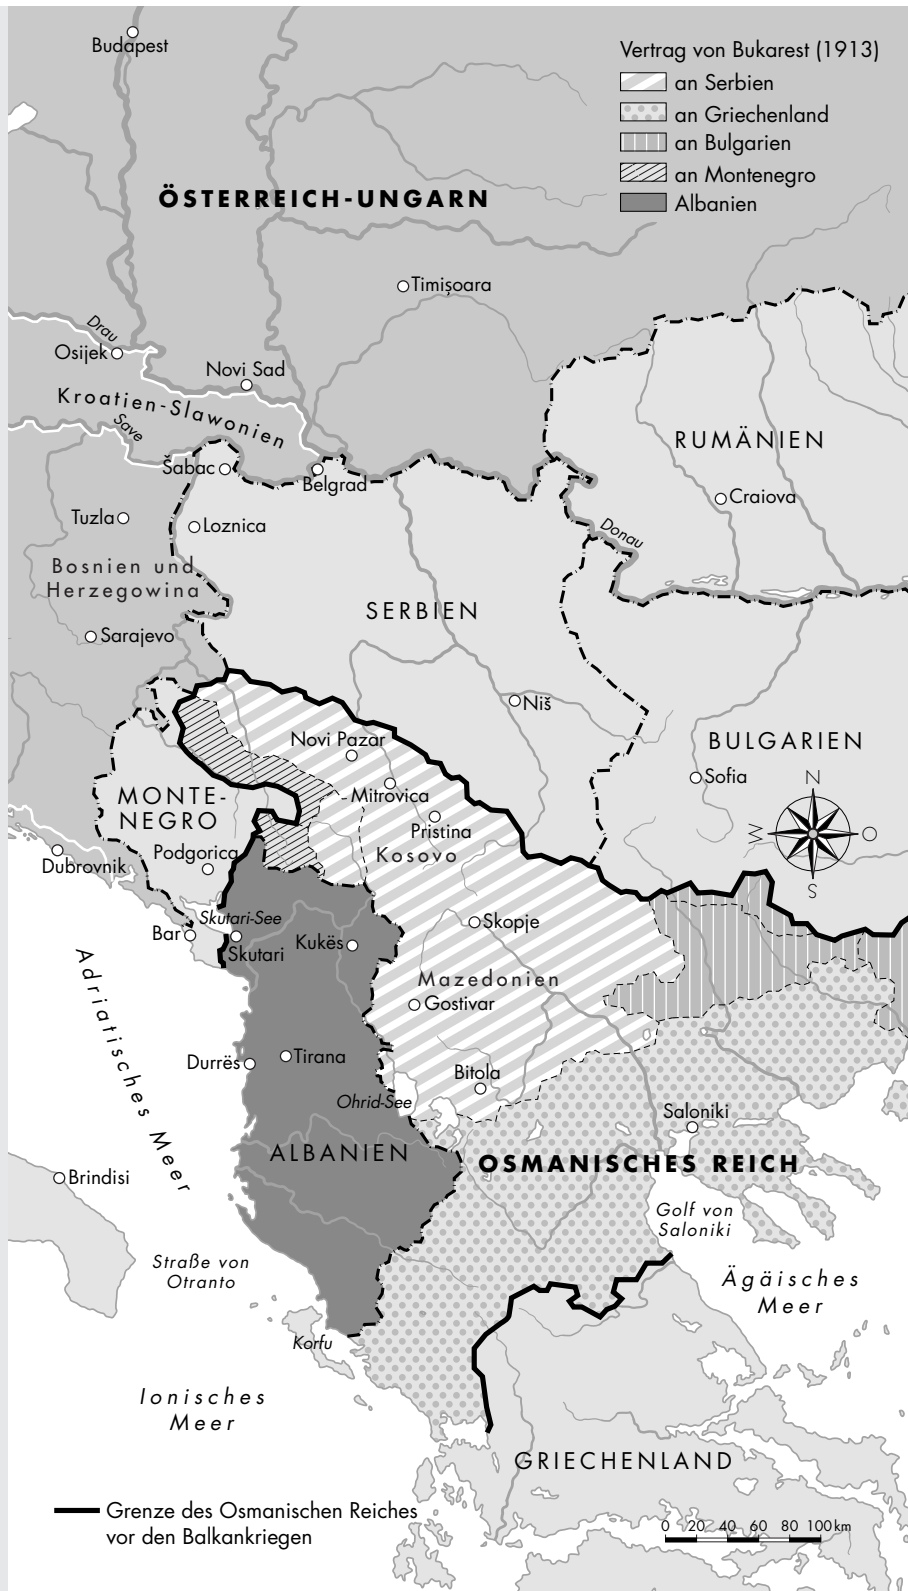 Budapest
Vertrag von Bukarest (1913)
an Serbien
an Griechenland
an Bulgarien
an Montenegro
Albanien
ÖSTERREICH-UNGARN
Timișoara
Drau
Osijek
Novi Sad
Kroatien-Slawonien
Save
RUMÄNIEN
Šabac
Belgrad
Craiova
Tuzla
Loznica
Donau
Bosnien und
Herzegowina
SERBIEN
Sarajevo
Niš
Novi Pazar
BULGARIEN
Sofia
N
W
O
S
Mitrovica
MONTE-
NEGRO
Pristina
Kosovo
Podgorica
Dubrovnik
Skutari-See
Bar
Skutari
Kukës
Skopje
Mazedonien
Gostivar
Adriatisches Meer
Durrës
Tirana
Bitola
Ohrid-See
Saloniki
ALBANIEN
OSMANISCHES REICH
Brindisi
Golf von
Saloniki
Straße von
Otranto
Ägäisches
Meer
Korfu
Ionisches
Meer
GRIECHENLAND
Grenze des Osmanischen Reiches
vor den Balkankriegen
0 20 40 60 80 100 km